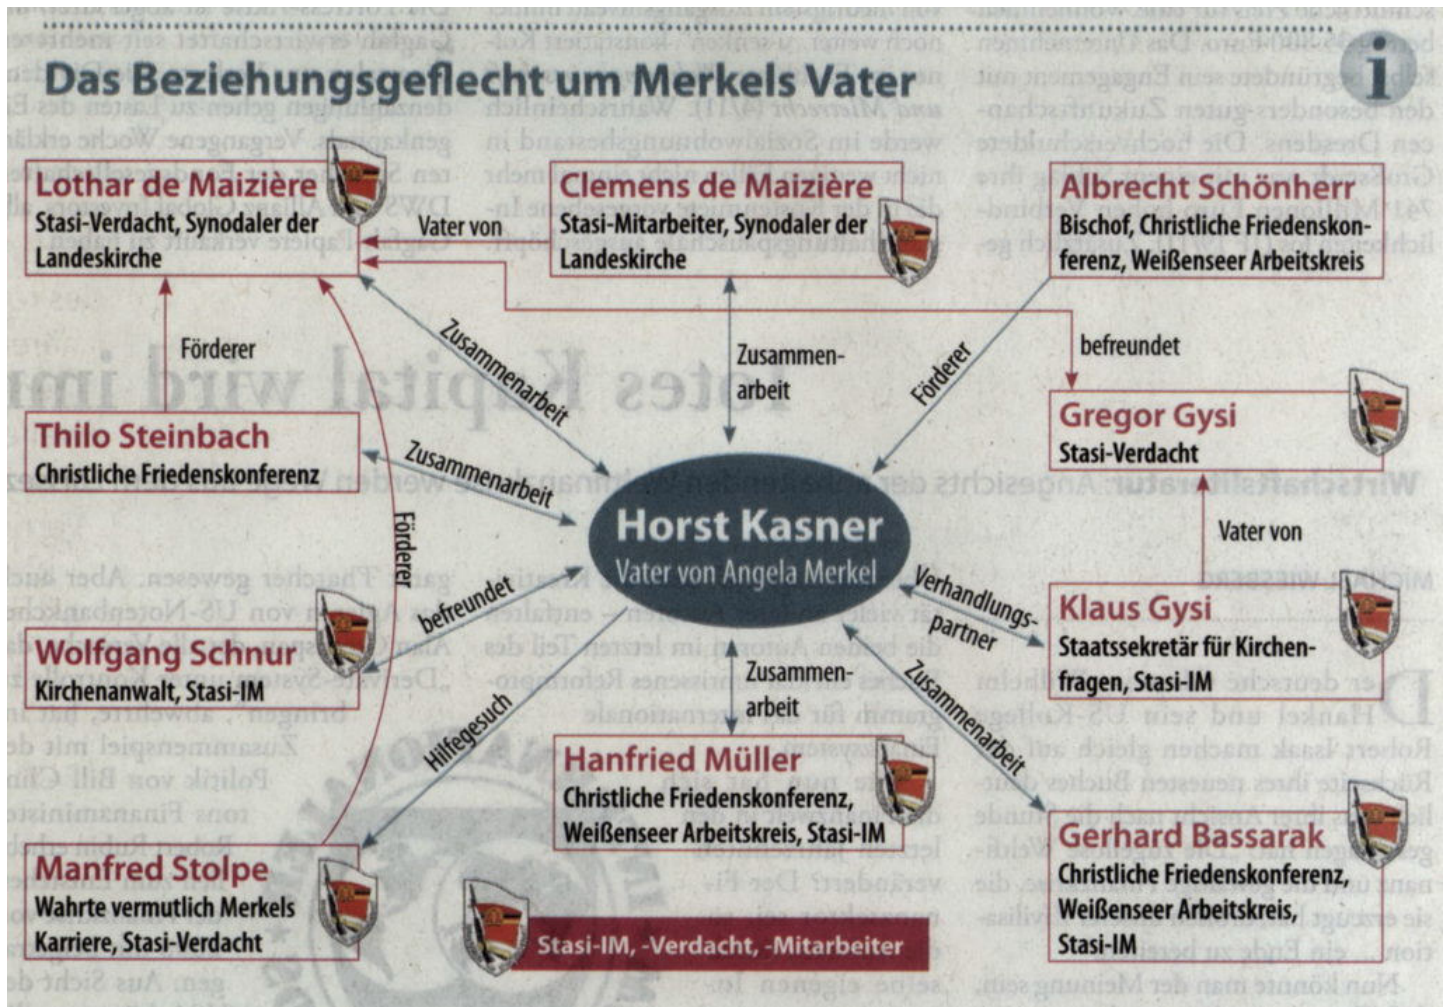 Das Beziehungsgeflecht um Merkels Vater
i
Lothar de Maizière
Stasi-Verdacht, Synodaler der
Landeskirche
Vater von
Clemens de Maizière
Stasi-Mitarbeiter, Synodaler der
Landeskirche
Albrecht Schönherr
Bischof, Christliche Friedenskon-
ferenz, Weißenseer Arbeitskreis
Förderer
Zusammenarbeit
Zusammen-
arbeit
Förderer
befreundet
Thilo Steinbach
Christliche Friedenskonferenz
Zusammenarbeit
Gregor Gysi
Stasi-Verdacht
Förderer
Horst Kasner
Vater von Angela Merkel
Vater von
Wolfgang Schnur
Kirchenanwalt, Stasi-IM
befreundet
Verhandlungs-
partner
Klaus Gysi
Staatssekretär für Kirchen-
fragen, Stasi-IM
Hilfegesuch
Zusammen-
arbeit
Zusammenarbeit
Hanfried Müller
Christliche Friedenskonferenz,
Weißenseer Arbeitskreis, Stasi-IM
Manfred Stolpe
Wahrte vermutlich Merkels
Karriere, Stasi-Verdacht
Gerhard Bassarak
Christliche Friedenskonferenz,
Weißenseer Arbeitskreis,
Stasi-IM
Stasi-IM, -Verdacht, -Mitarbeiter